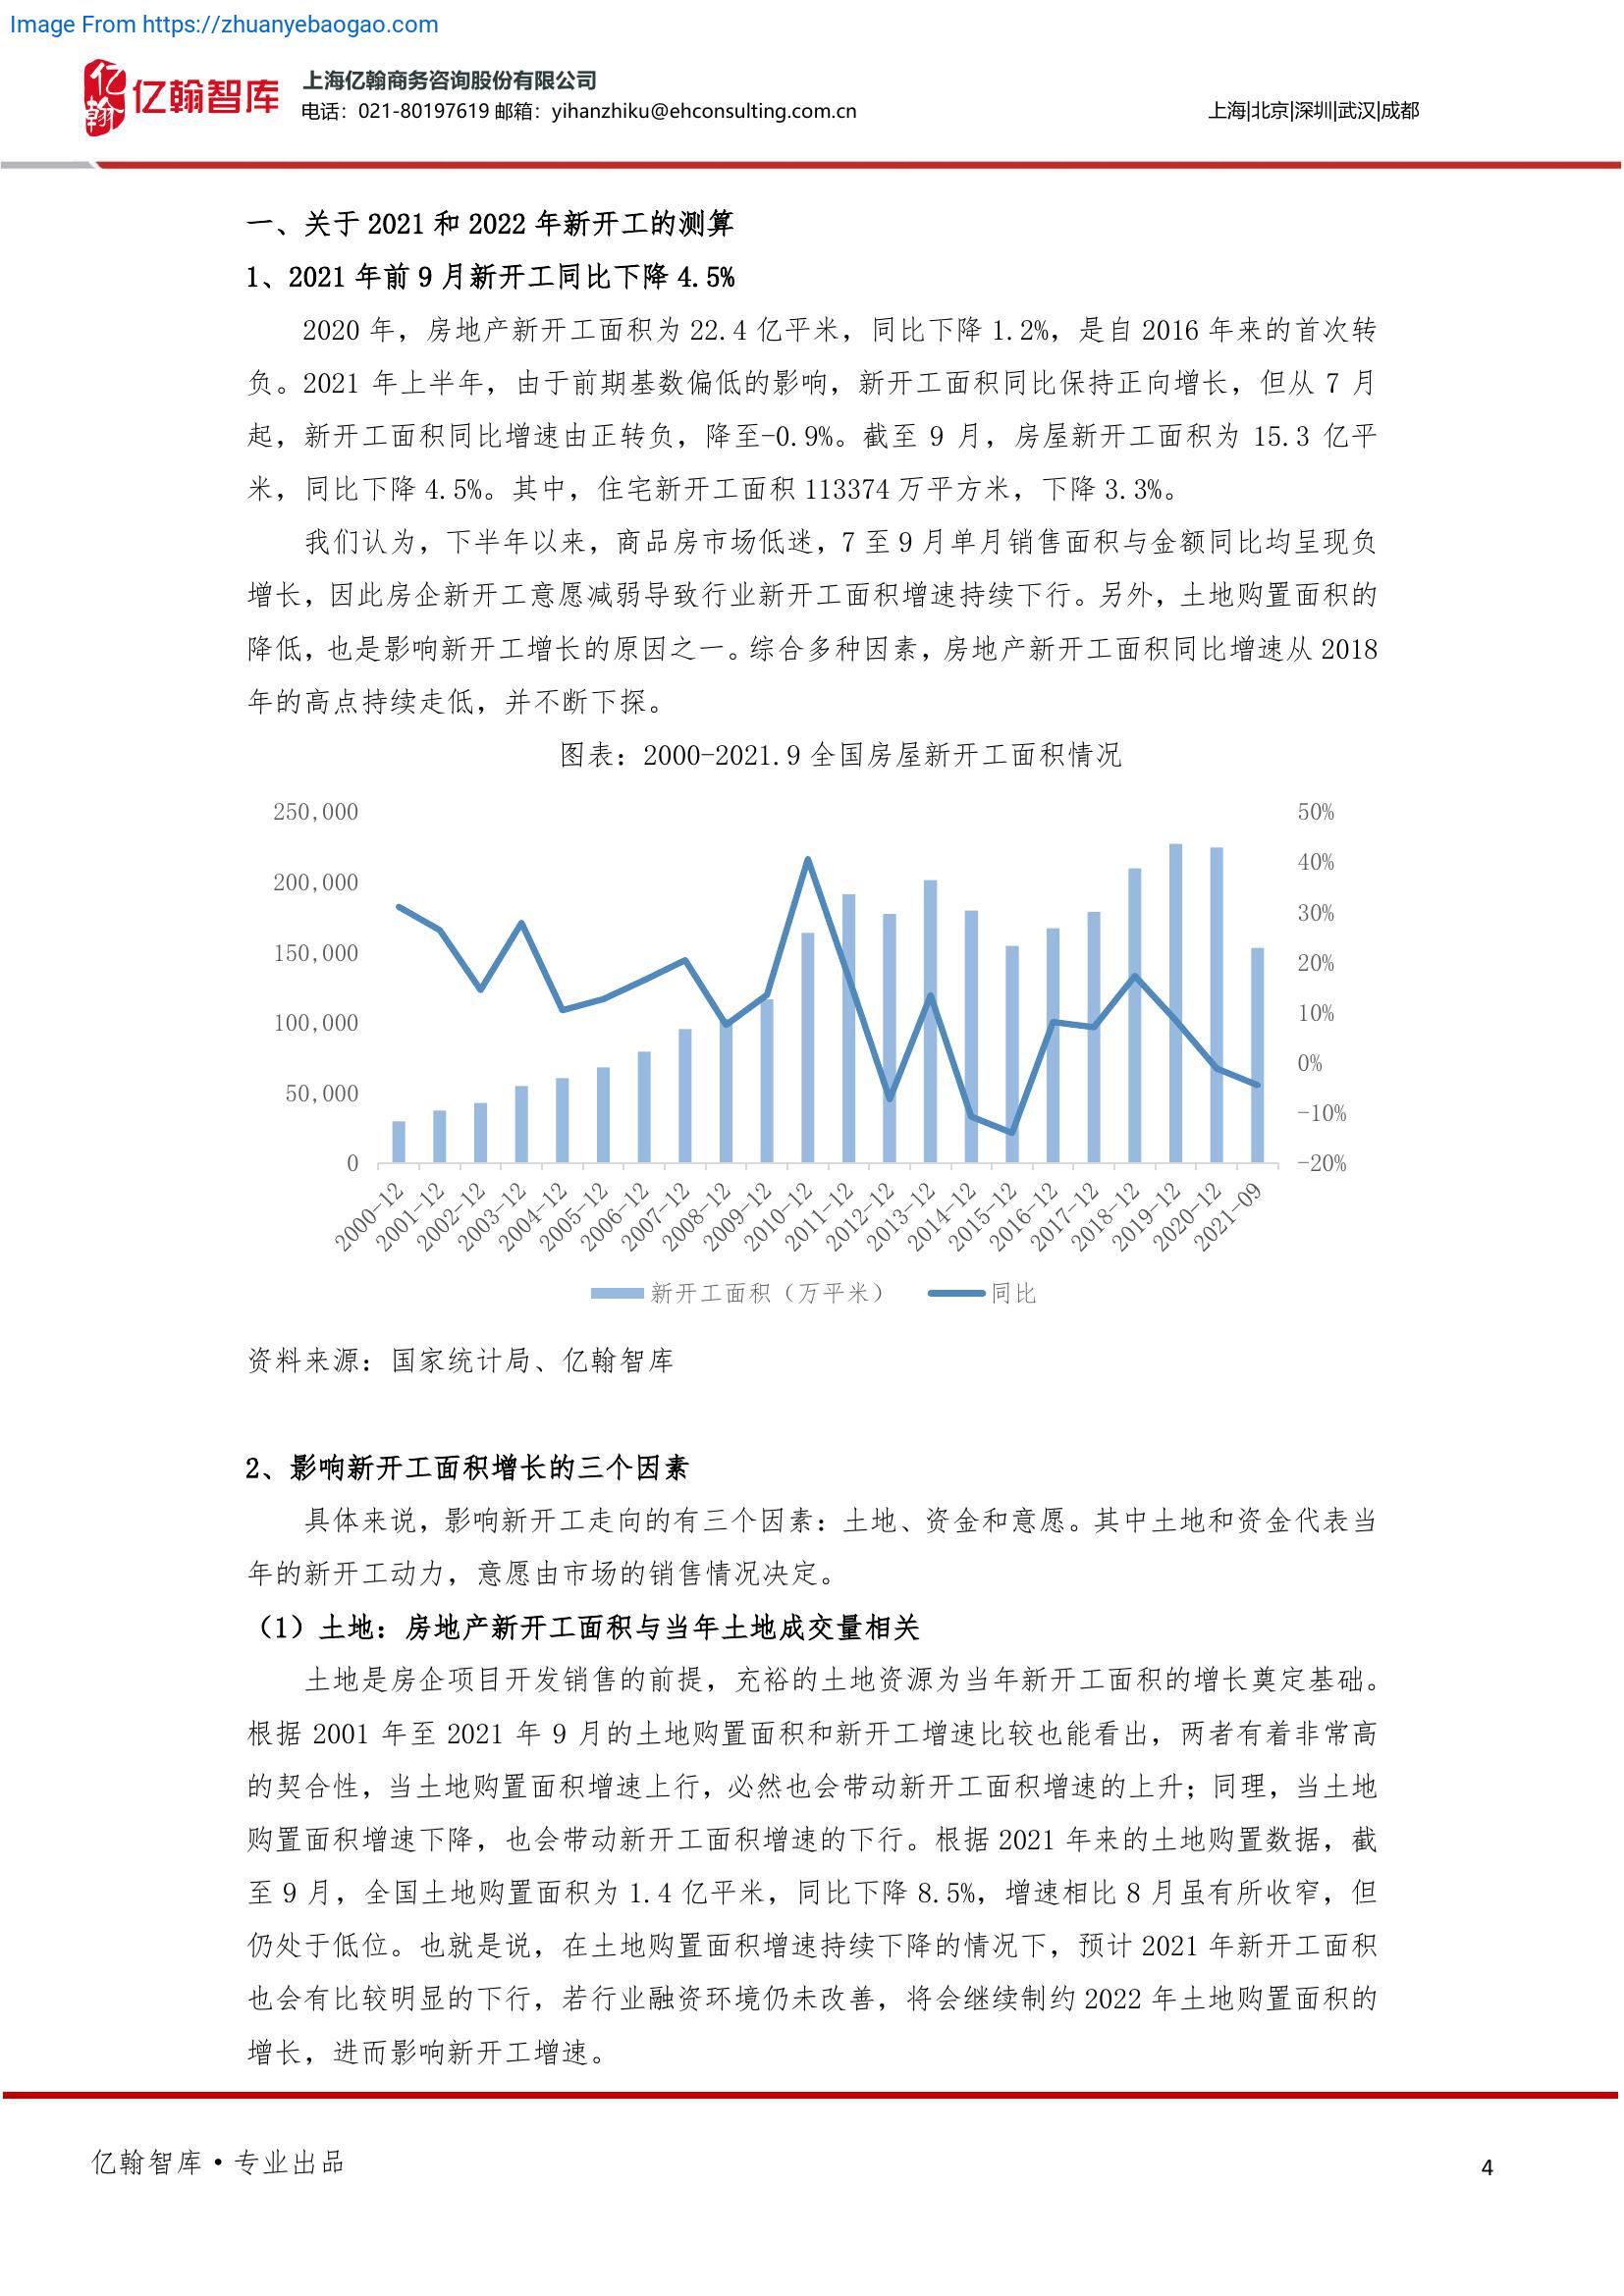 Image From https://zhuanyebaogao.com
亿翰
亿翰智库
上海亿翰商务咨询股份有限公司
电话：021-80197619 邮箱：yihanzhiku@ehconsulting.com.cn
上海|北京|深圳|武汉|成都
一、关于 2021 和 2022 年新开工的测算
1、2021 年前 9 月新开工同比下降 4.5%
2020 年，房地产新开工面积为 22.4 亿平米，同比下降 1.2%，是自 2016 年来的首次转
负。2021 年上半年，由于前期基数偏低的影响，新开工面积同比保持正向增长，但从 7 月
起，新开工面积同比增速由正转负，降至-0.9%。截至 9 月，房屋新开工面积为 15.3 亿平
米，同比下降 4.5%。其中，住宅新开工面积 113374 万平方米，下降 3.3%。
我们认为，下半年以来，商品房市场低迷，7 至 9 月单月销售面积与金额同比均呈现负
增长，因此房企新开工意愿减弱导致行业新开工面积增速持续下行。另外，土地购置面积的
降低，也是影响新开工增长的原因之一。综合多种因素，房地产新开工面积同比增速从 2018
年的高点持续走低，并不断下探。
图表：2000-2021.9 全国房屋新开工面积情况
250,000
200,000
150,000
100,000
50,000
0
50%
40%
30%
20%
10%
0%
-10%
-20%
2000-12
2001-12
2002-12
2003-12
2004-12
2005-12
2006-12
2007-12
2008-12
2009-12
2010-12
2011-12
2012-12
2013-12
2014-12
2015-12
2016-12
2017-12
2018-12
2019-12
2020-12
2021-09
新开工面积（万平米）
同比
资料来源：国家统计局、亿翰智库
2、影响新开工面积增长的三个因素
具体来说，影响新开工走向的有三个因素：土地、资金和意愿。其中土地和资金代表当
年的新开工动力，意愿由市场的销售情况决定。
（1）土地：房地产新开工面积与当年土地成交量相关
土地是房企项目开发销售的前提，充裕的土地资源为当年新开工面积的增长奠定基础。
根据 2001 年至 2021 年 9 月的土地购置面积和新开工增速比较也能看出，两者有着非常高
的契合性，当土地购置面积增速上行，必然也会带动新开工面积增速的上升；同理，当土地
购置面积增速下降，也会带动新开工面积增速的下行。根据 2021 年来的土地购置数据，截
至 9 月，全国土地购置面积为 1.4 亿平米，同比下降 8.5%，增速相比 8 月虽有所收窄，但
仍处于低位。也就是说，在土地购置面积增速持续下降的情况下，预计 2021 年新开工面积
也会有比较明显的下行，若行业融资环境仍未改善，将会继续制约 2022 年土地购置面积的
增长，进而影响新开工增速。
亿翰智库•专业出品
4